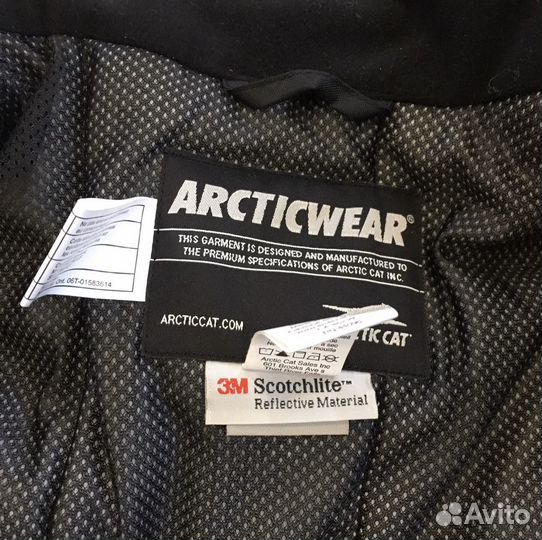 ARCTICWEAR®
THIS GARMENT IS DESIGNED AND MANUFACTURED TO
THE PREMIUM SPECIFICATIONS OF ARCTIC CAT INC.
Ont. 06T-01583614
ARCTICCAT.COM
TIC CAT
Arctic Cat Sales Inc
601 Brooks Ave s
3M Scotchlite™
Reflective Material
Avito